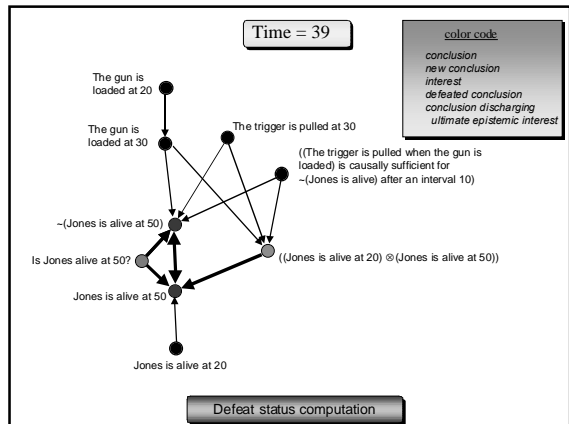 Time = 39
color code
conclusion
new conclusion
interest
defeated conclusion
conclusion discharging
ultimate epistemic interest
The gun is
loaded at 20
The gun is
loaded at 30
The trigger is pulled at 30
((The trigger is pulled when the gun is
loaded) is causally sufficient for
~(Jones is alive) after an interval 10)
~(Jones is alive at 50)
Is Jones alive at 50?
((Jones is alive at 20) ⊗(Jones is alive at 50))
Jones is alive at 50
Jones is alive at 20
Defeat status computation